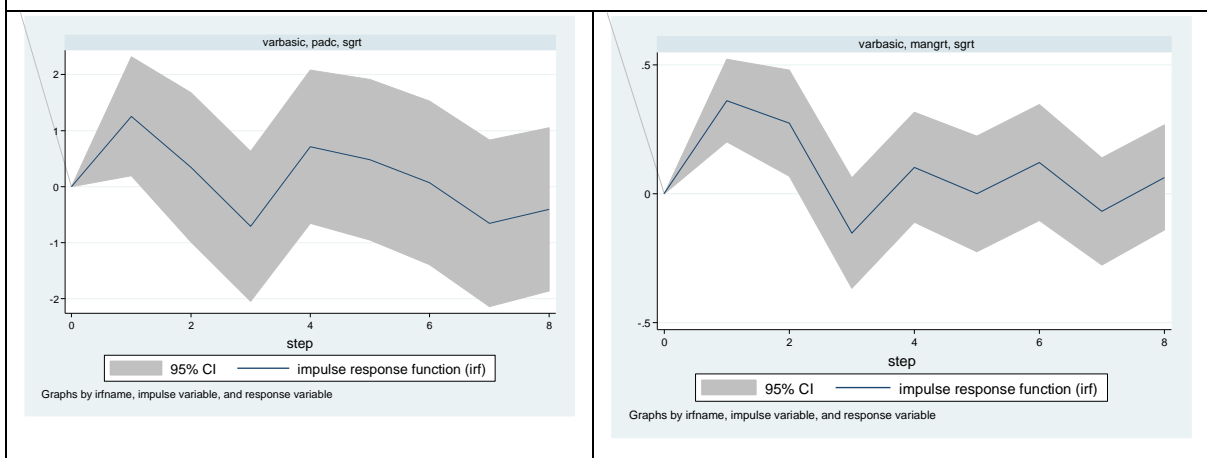 varbasic, padc, sgrt
2
1
0
-1
-2
0 2 4 6 8
step
95% CI impulse response function (irf)
Graphs by irfname, impulse variable, and response variable
varbasic, mangrt, sgrt
.5
0
-.5
0 2 4 6 8
step
95% CI impulse response function (irf)
Graphs by irfname, impulse variable, and response variable